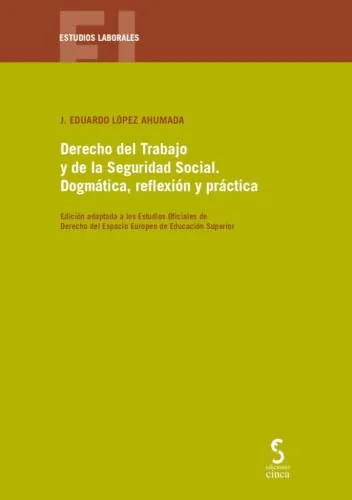 EL
ESTUDIOS LABORALES
J. EDUARDO LÓPEZ AHUMADA
Derecho del Trabajo
y de la Seguridad Social.
Dogmática, reflexión y práctica
Edición adaptada a los Estudios Oficiales de
Derecho del Espacio Europeo de Educación Superior
ediciones
cinca